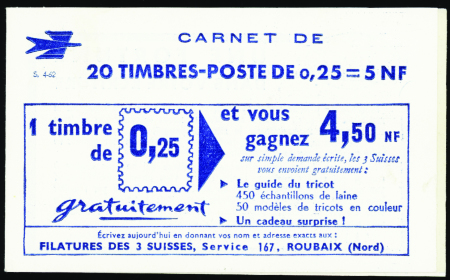 CARNET DE
S. 4-62
20 TIMBRES-POSTE DE 0,25 = 5 NF
1 timbre de
0,25
gratuitement
et vous gagnez 4,50 NF
sur simple demande écrite, les 3 Suisses
vous envoient gratuitement :
Le guide du tricot
450 échantillons de laine
50 modèles de tricots en couleur
Un cadeau surprise !
Écrivez aujourd'hui en donnant vos nom et adresse exacts aux :
FILATURES DES 3 SUISSES, Service 167, ROUBAIX (Nord)